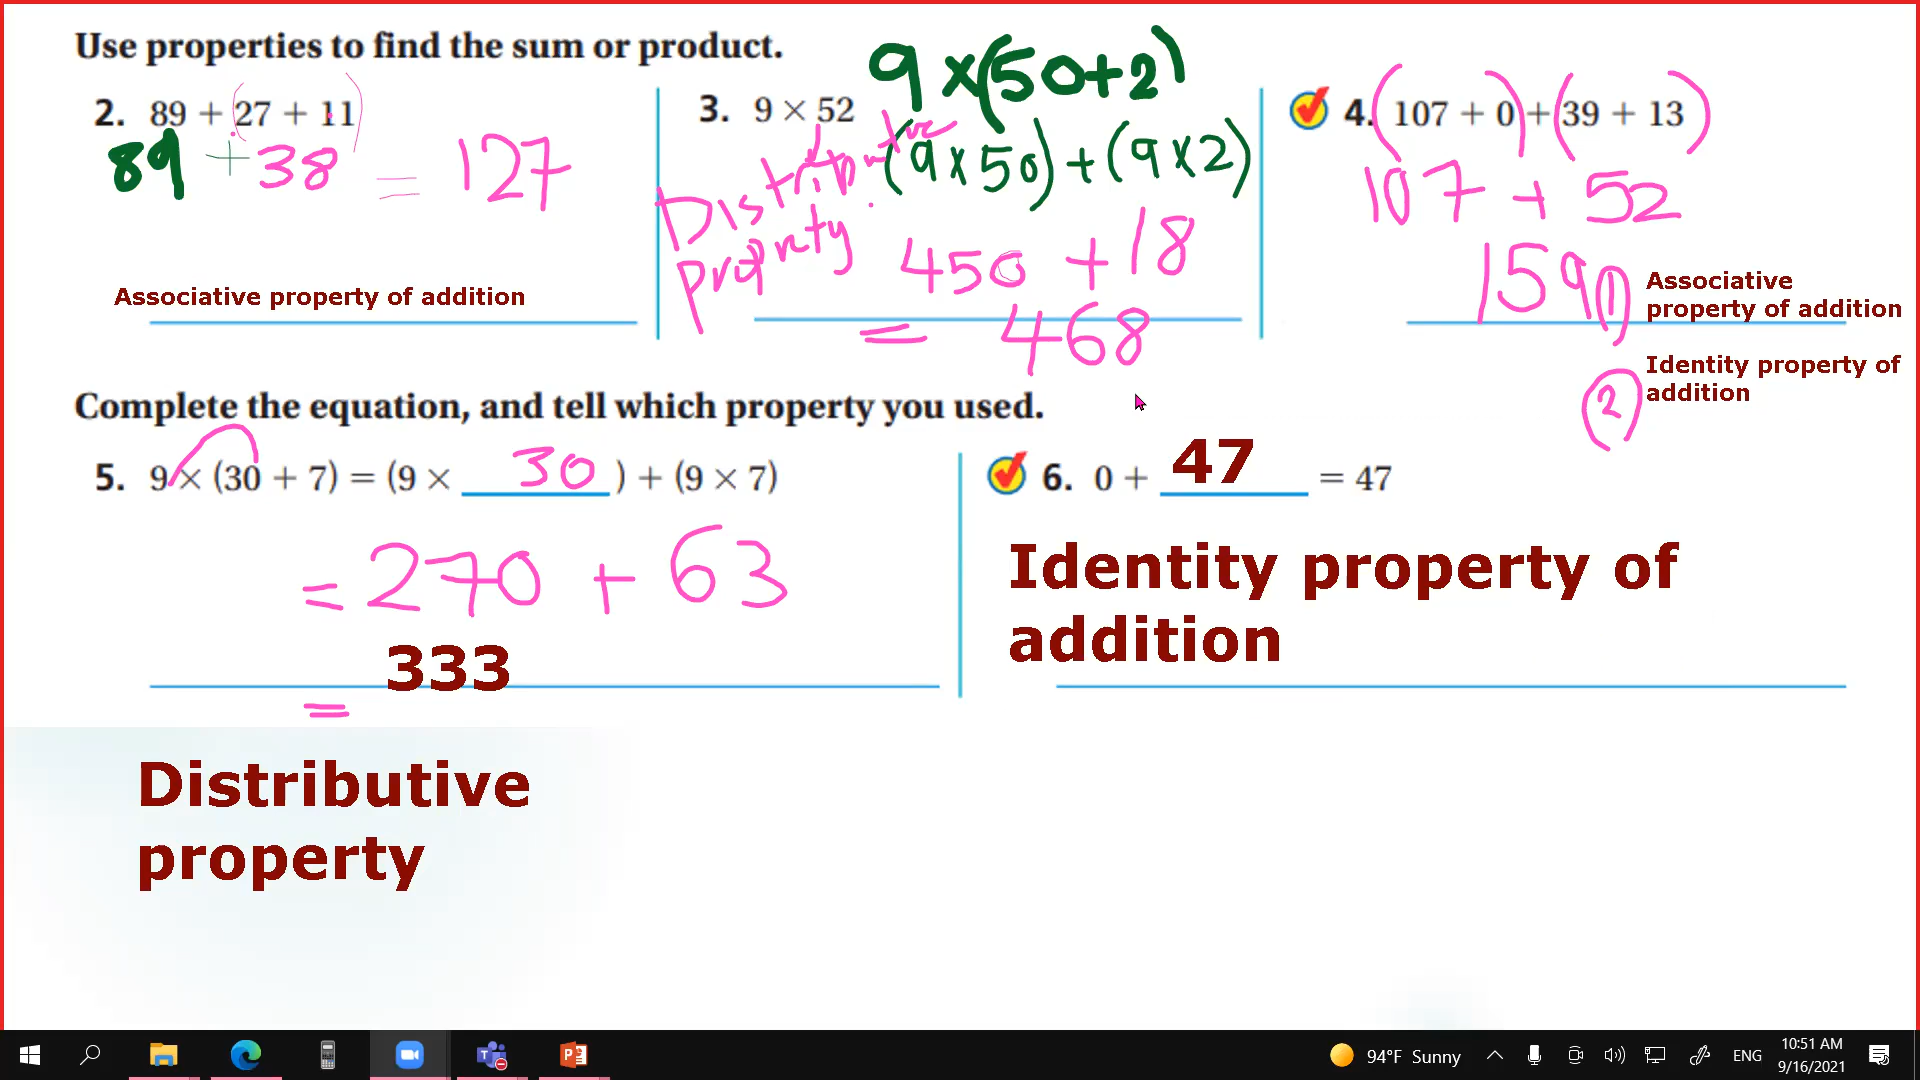 Use properties to find the sum or product.
9 × (50+2)
2. 89 + (27 + 11)
89 + 38 = 127
Associative property of addition
3. 9 × 52
(9 × 50) + (9 × 2)
Distributive
property
450 + 18
= 468
4. (107 + 0) + (39 + 13)
107 + 52
159
1 Associative
property of addition
2 Identity property of
addition
Complete the equation, and tell which property you used.
5. 9 × (30 + 7) = (9 × 30 ) + (9 × 7)
= 270 + 63
= 333
Distributive
property
6. 0 + 47 = 47
Identity property of
addition
94°F Sunny
ENG
10:51 AM
9/16/2021